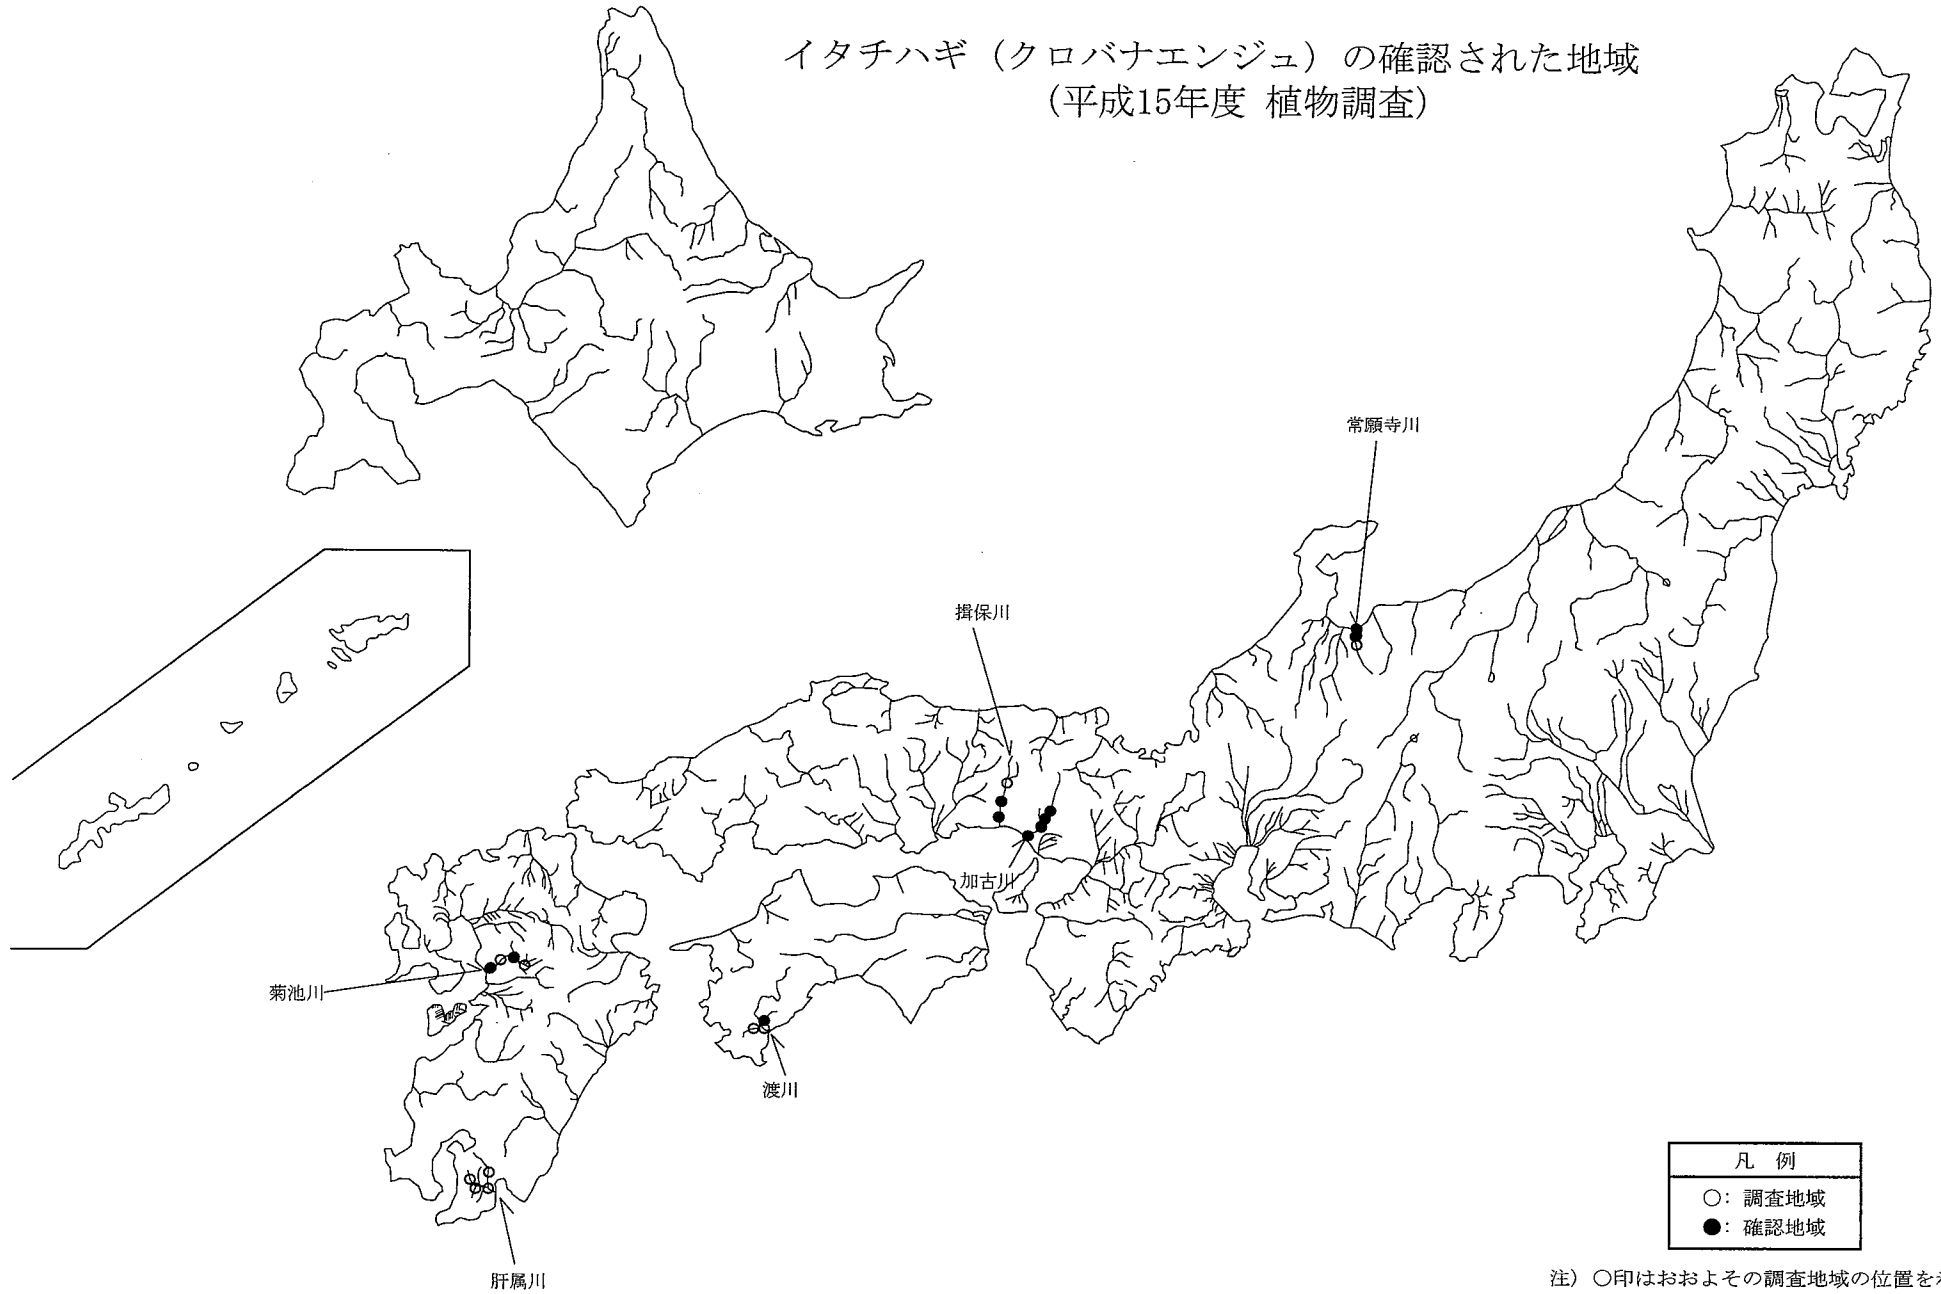 イタチハギ（クロバナエンジュ）の確認された地域
（平成15年度 植物調査）
常願寺川
揖保川
加古川
菊池川
渡川
肝属川
凡 例
○: 調査地域
●: 確認地域
注）○印はおおよその調査地域の位置を